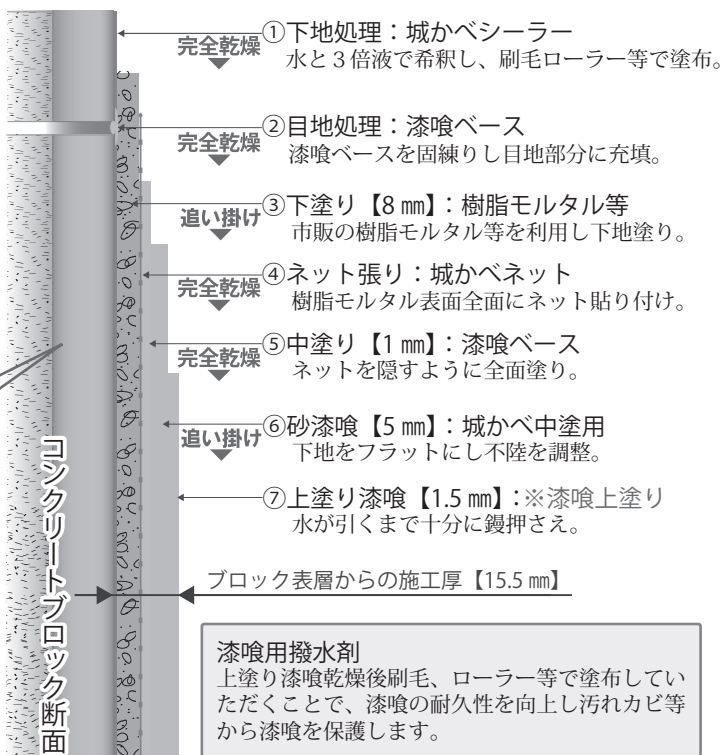 ①下地処理：城かべシーラー
水と３倍液で希釈し、刷毛ローラー等で塗布。
完全乾燥
②目地処理：漆喰ベース
漆喰ベースを固練りし目地部分に充填。
完全乾燥
③下塗り【8 ㎜】：樹脂モルタル等
市販の樹脂モルタル等を利用し下地塗り。
追い掛け
④ネット張り：城かべネット
樹脂モルタル表面全面にネット貼り付け。
完全乾燥
⑤中塗り【1 ㎜】：漆喰ベース
ネットを隠すように全面塗り。
完全乾燥
⑥砂漆喰【5 ㎜】：城かべ中塗用
下地をフラットにし不陸を調整。
追い掛け
⑦上塗り漆喰【1.5 ㎜】：※漆喰上塗り
水が引くまで十分に鏝押さえ。
ブロック表層からの施工厚【15.5 ㎜】
コンクリートブロック断面
漆喰用撥水剤
上塗り漆喰乾燥後刷毛、ローラー等で塗布してい
ただくことで、漆喰の耐久性を向上し汚れカビ等
から漆喰を保護します。